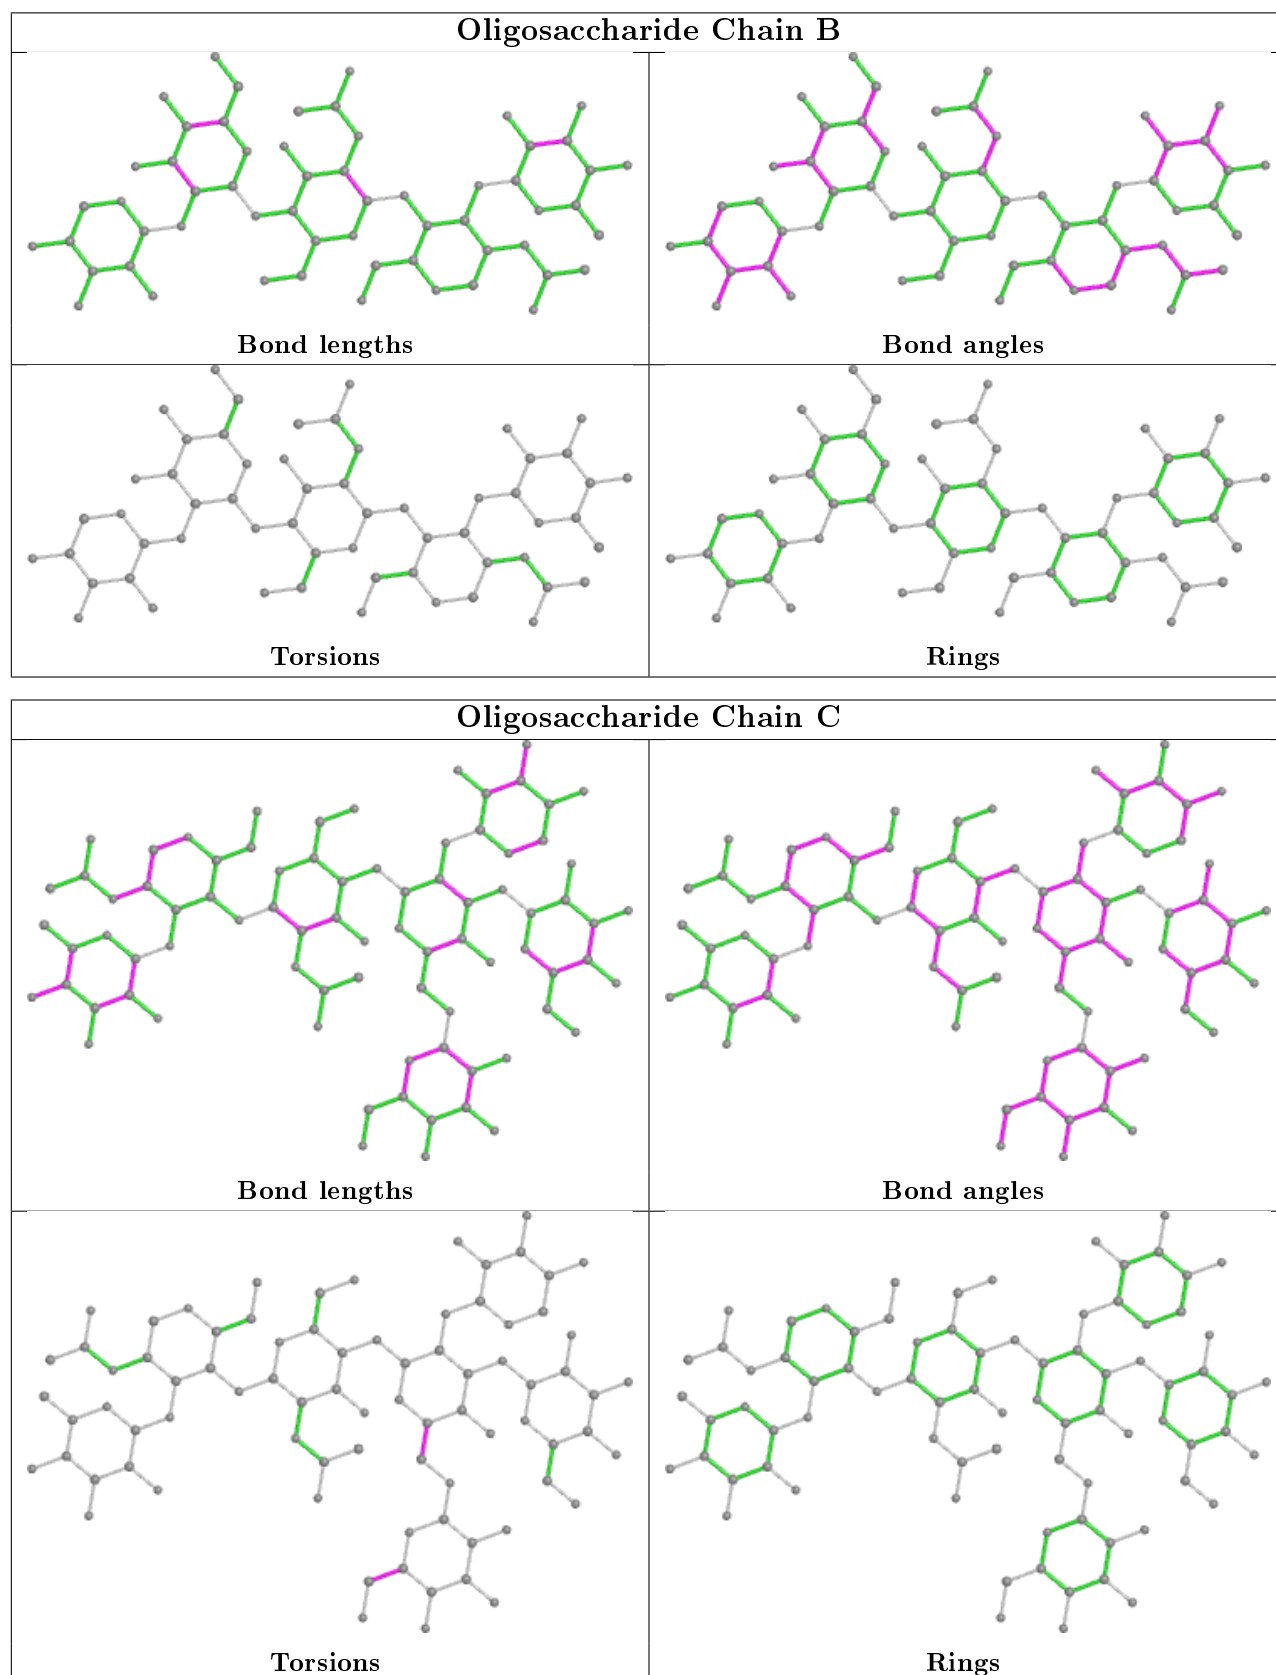 Oligosaccharide Chain B
Bond lengths
Bond angles
Torsions
Rings
Oligosaccharide Chain C
Bond lengths
Bond angles
Torsions
Rings